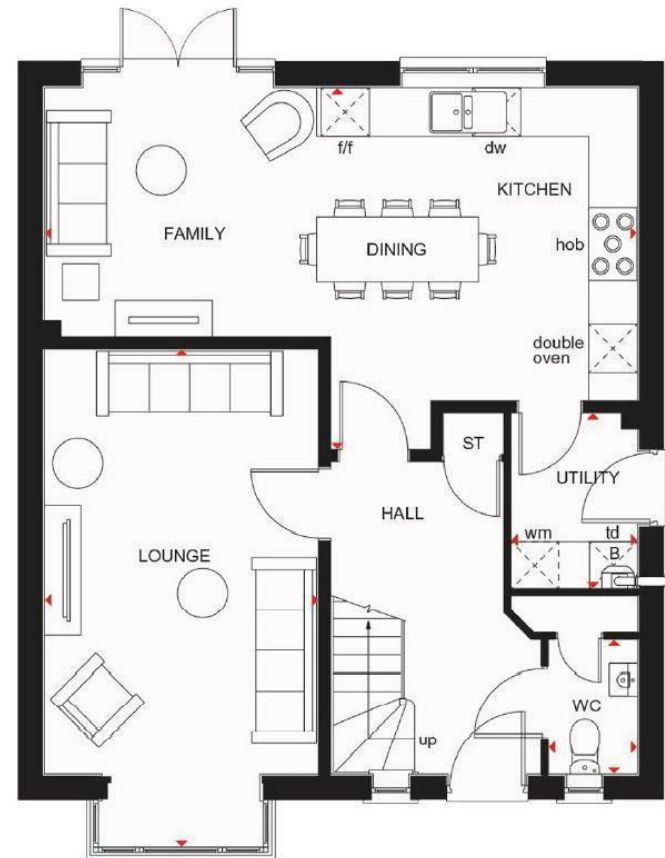 f/f
dw
KITCHEN
FAMILY
DINING
hob
double
oven
ST
UTILITY
HALL
wm
td
B
LOUNGE
WC
up